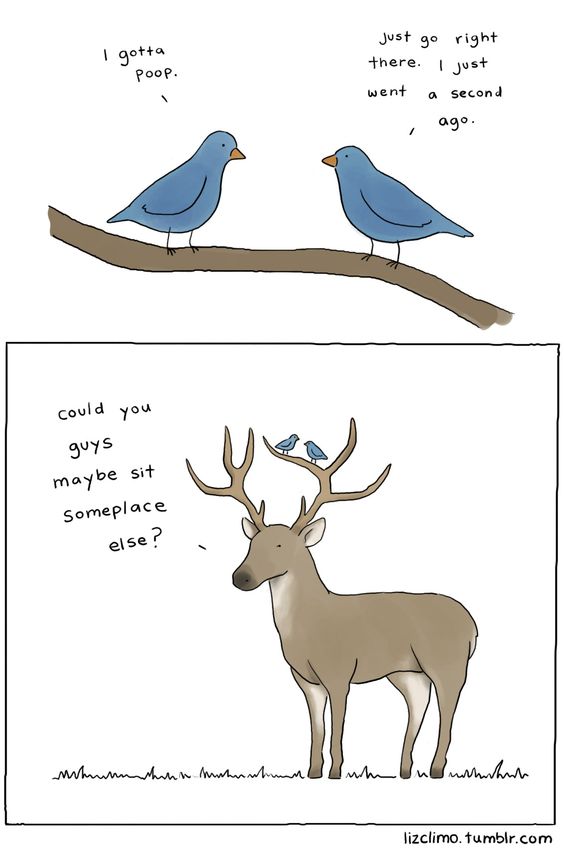 I gotta
poop.
Just go right
there. I just
went a second
ago.
could you
guys
maybe sit
someplace
else?
lizclimo.tumblr.com